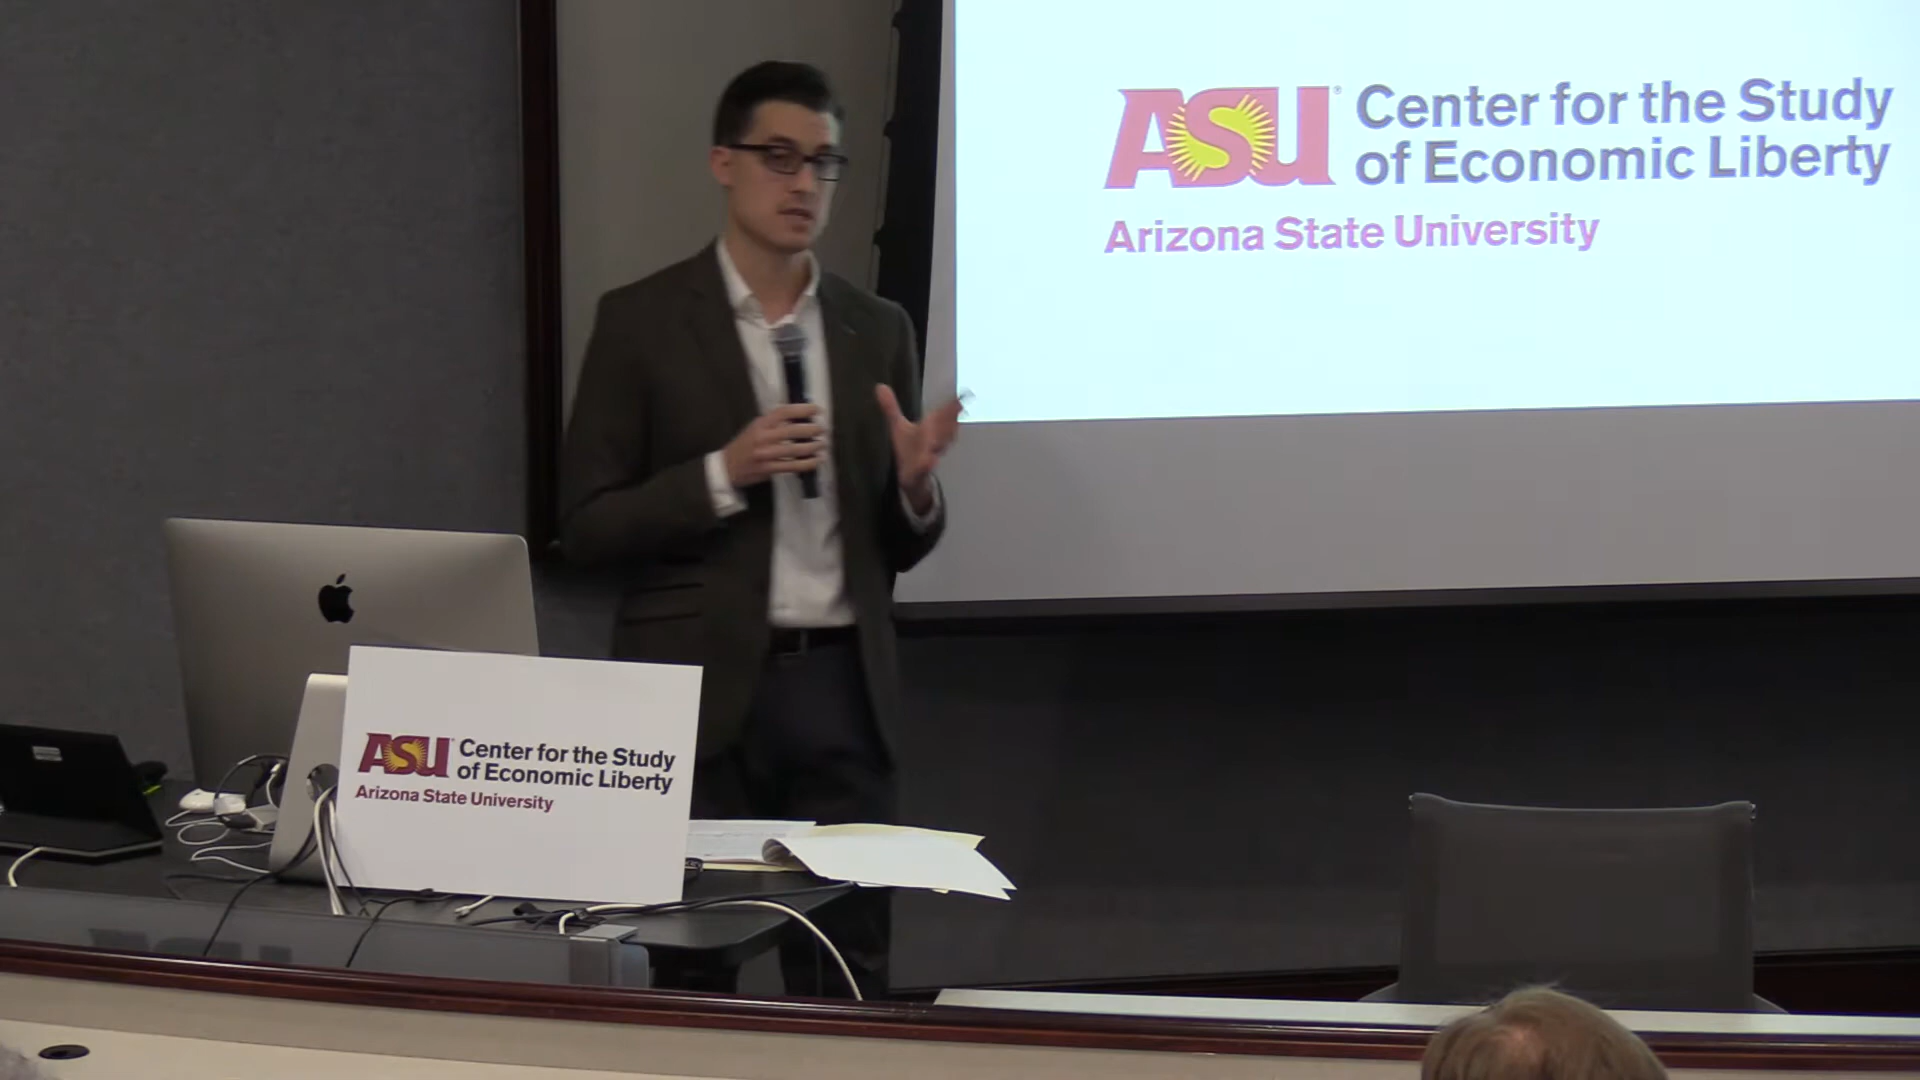 ASU Center for the Study
of Economic Liberty
Arizona State University
ASU Center for the Study
of Economic Liberty
Arizona State University